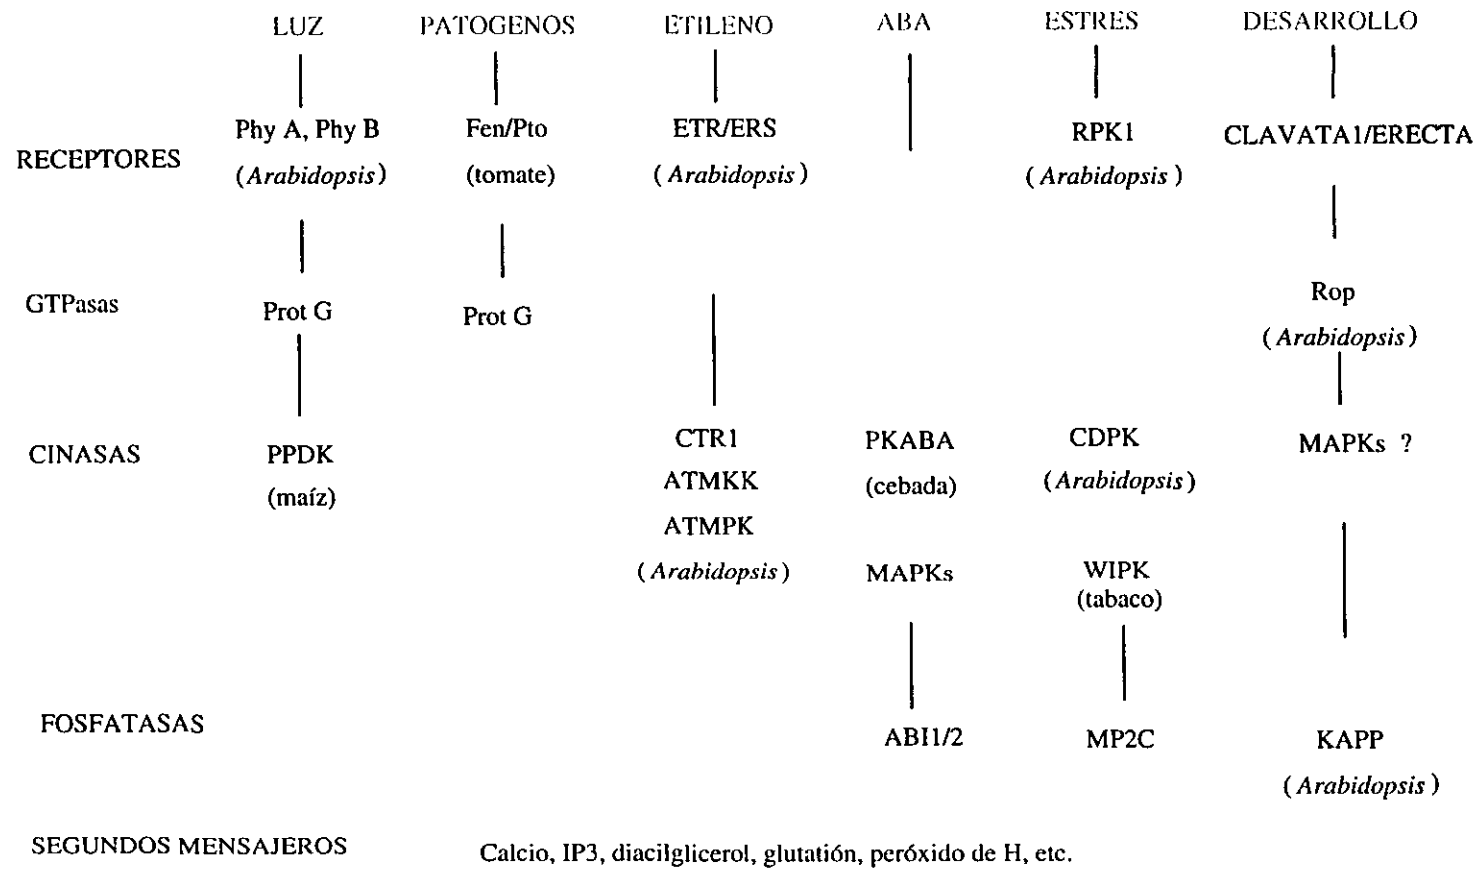 LUZ PATOGENOS ETILENO ABA ESTRES DESARROLLO
Phy A, Phy B Fen/Pto ETR/ERS RPK1 CLAVATA1/ERECTA
RECEPTORES
(Arabidopsis) (tomate) (Arabidopsis) (Arabidopsis)
Rop
GTPasas Prot G Prot G
(Arabidopsis)
CTR1 PKABA CDPK MAPKs ?
CINASAS PPDK
(maíz) ATMKK (cebada) (Arabidopsis)
ATMPK
(Arabidopsis) MAPKs WIPK
(tabaco)
FOSFATASAS
ABI1/2 MP2C KAPP
(Arabidopsis)
SEGUNDOS MENSAJEROS Calcio, IP3, diacilglicerol, glutatión, peróxido de H, etc.